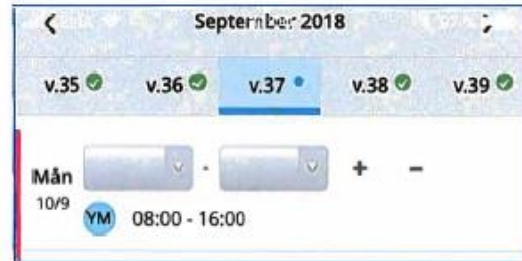 September 2018
v.35 v.36 v.37 v.38 v.39
Mån - + -
10/9
YM 08:00 - 16:00